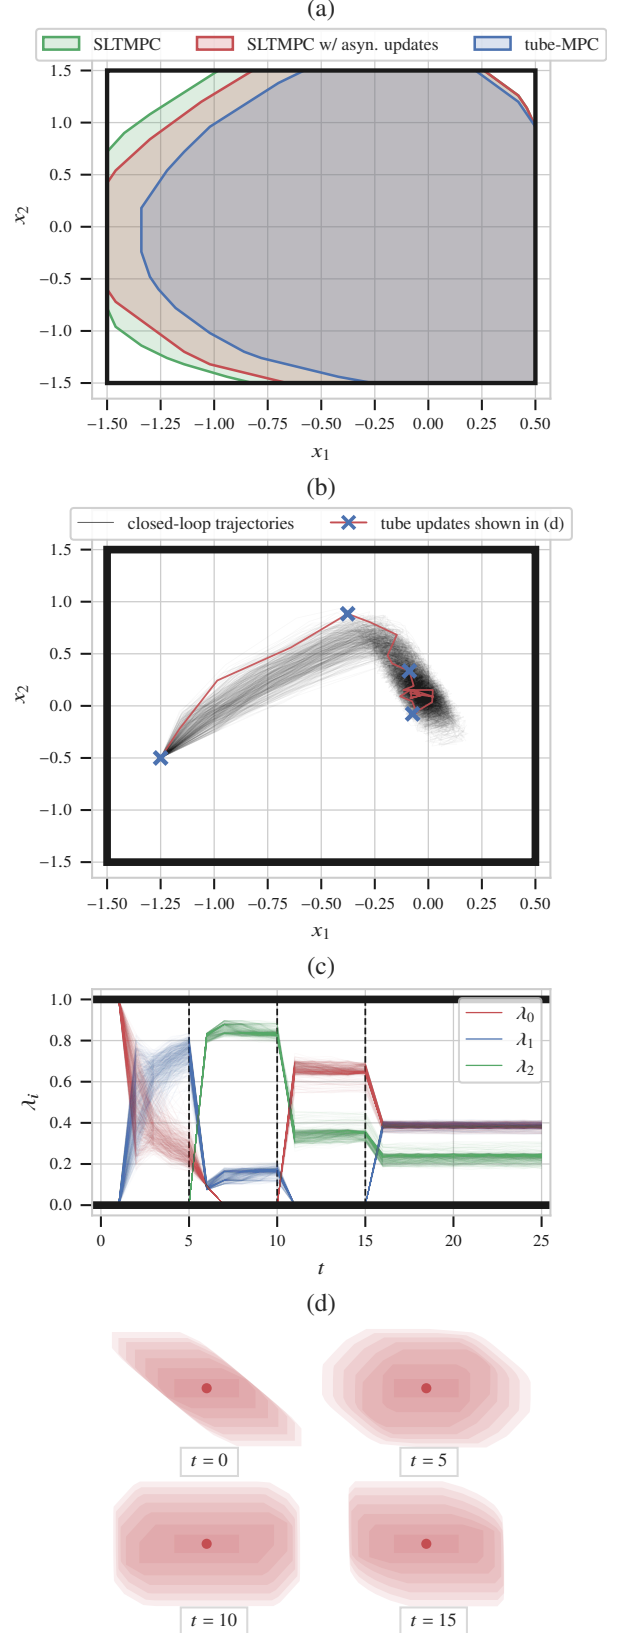 (a)
SLTMPC SLTMPC w/ asyn. updates tube-MPC
1.5
1.0
0.5
0.0
−0.5
−1.0
−1.5
x₂
−1.50 −1.25 −1.00 −0.75 −0.50 −0.25 0.00 0.25 0.50
x₁
(b)
closed-loop trajectories tube updates shown in (d)
1.5
1.0
0.5
0.0
−0.5
−1.0
−1.5
x₂
−1.50 −1.25 −1.00 −0.75 −0.50 −0.25 0.00 0.25 0.50
x₁
(c)
1.0
0.8
0.6
0.4
0.2
0.0
λᵢ
λ₀
λ₁
λ₂
0 5 10 15 20 25
t
(d)
t = 0 t = 5
t = 10 t = 15